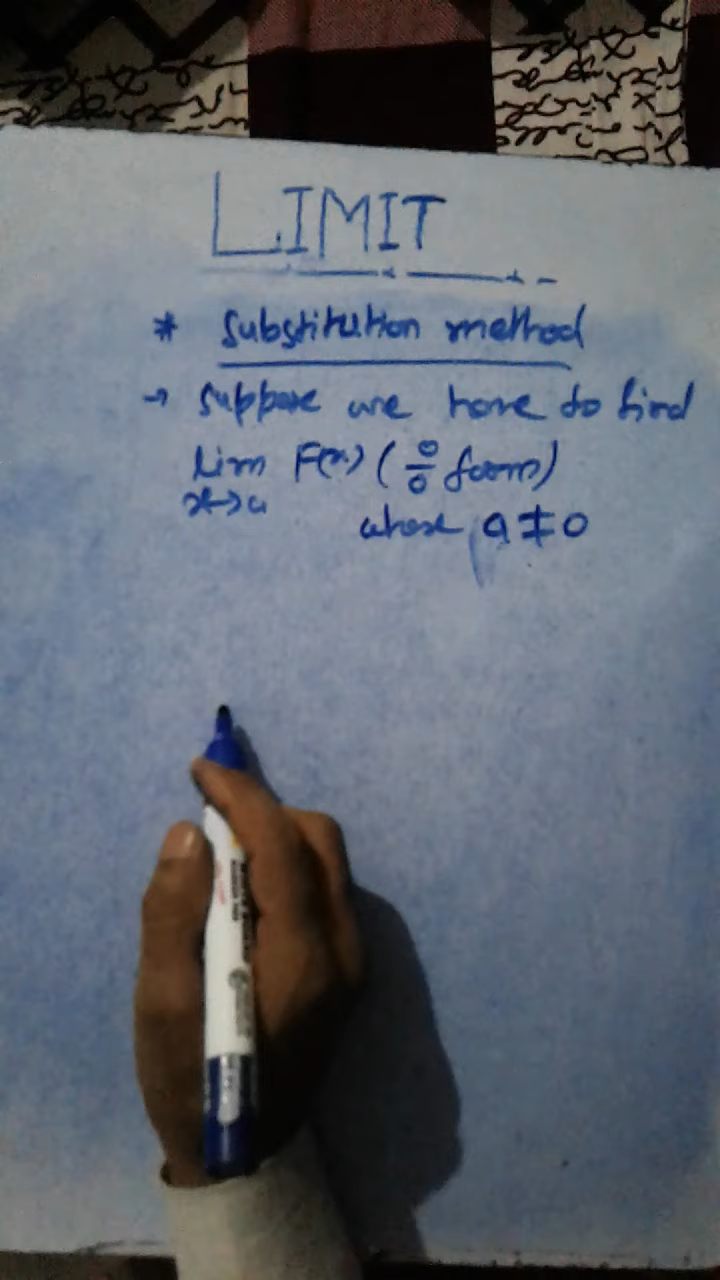 LIMIT
* Substitution method
→ Suppose we have to find
Lim F(x) (0/0 form)
x→a
where a ≠ 0